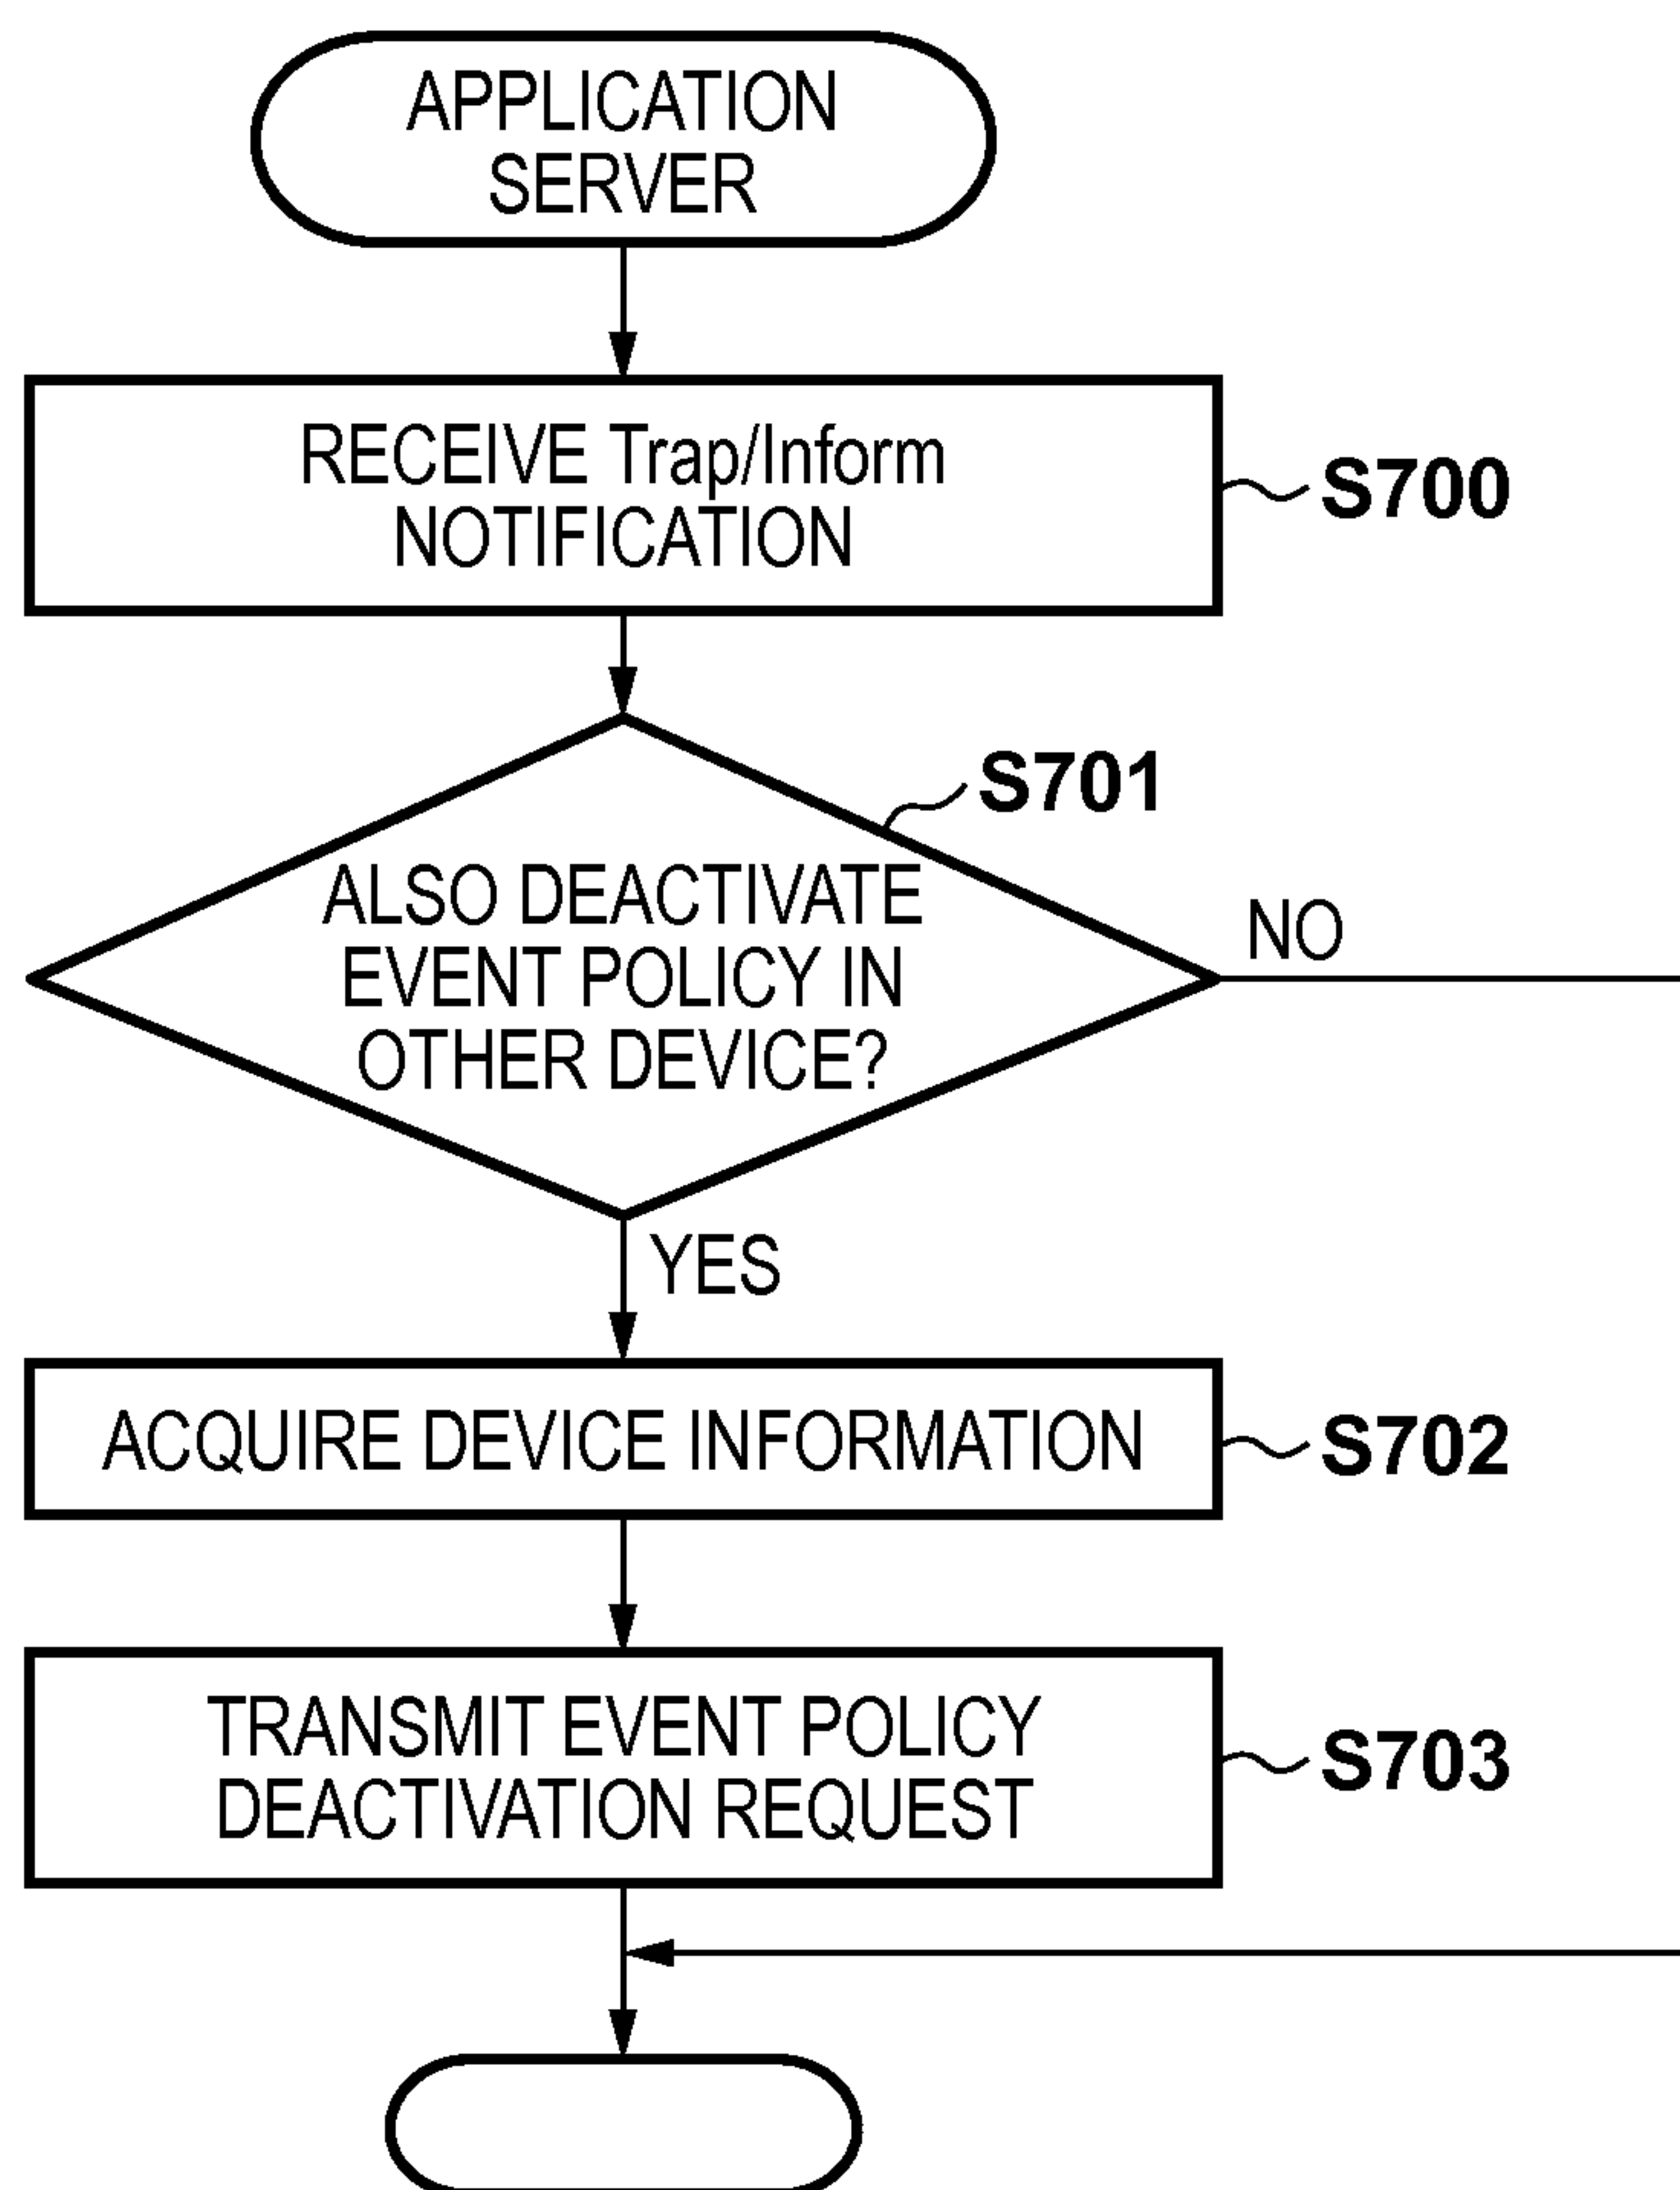 APPLICATION
SERVER
RECEIVE Trap/Inform
NOTIFICATION
S700
S701
ALSO DEACTIVATE
EVENT POLICY IN
OTHER DEVICE?
NO
YES
ACQUIRE DEVICE INFORMATION
S702
TRANSMIT EVENT POLICY
DEACTIVATION REQUEST
S703